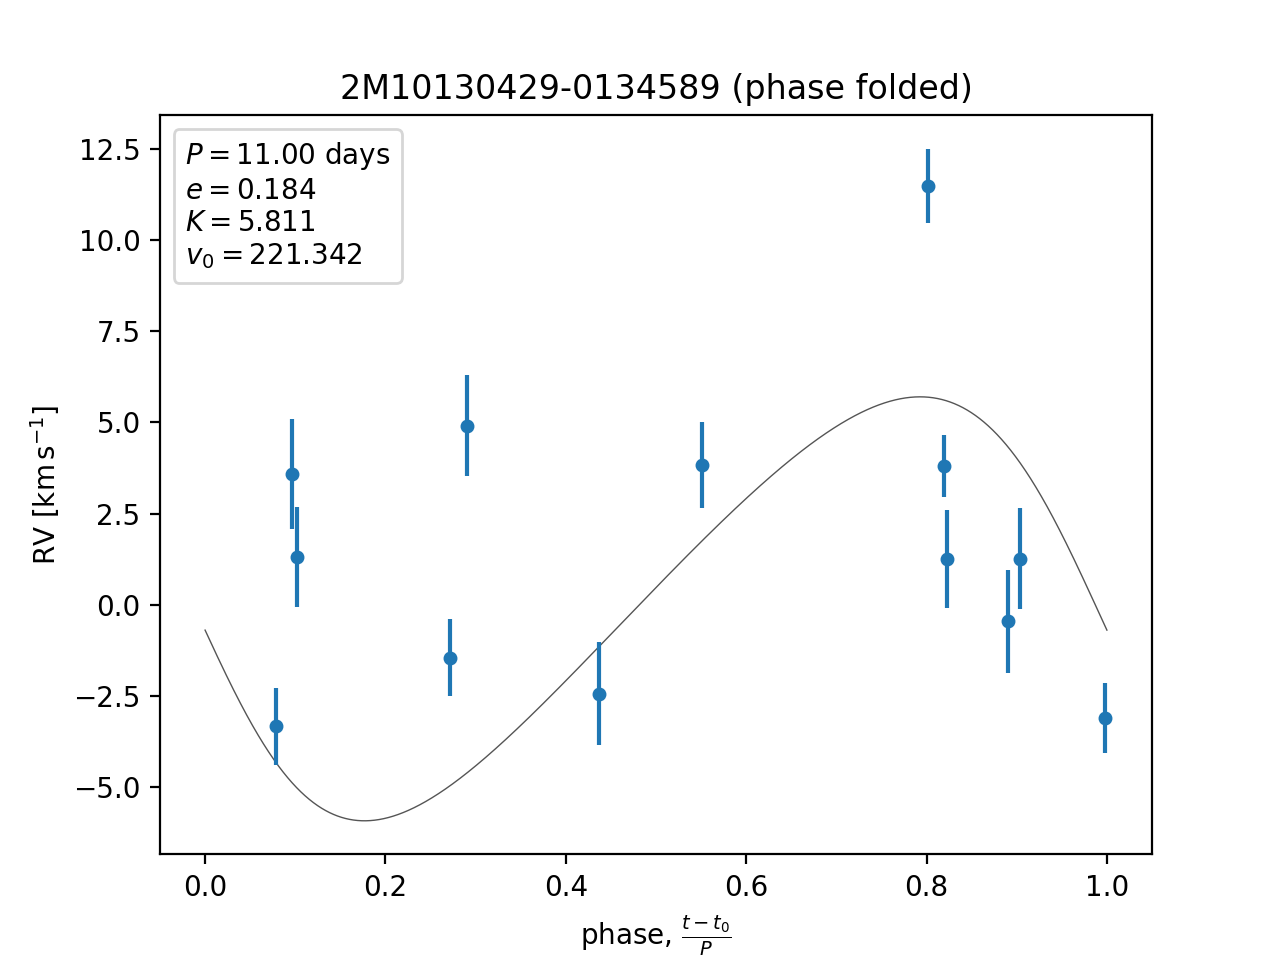 2M10130429-0134589 (phase folded)
P = 11.00 days
e = 0.184
K = 5.811
v₀ = 221.342
12.5
10.0
7.5
5.0
2.5
0.0
−2.5
−5.0
RV [km s⁻¹]
0.0 0.2 0.4 0.6 0.8 1.0
phase, (t − t₀)/P